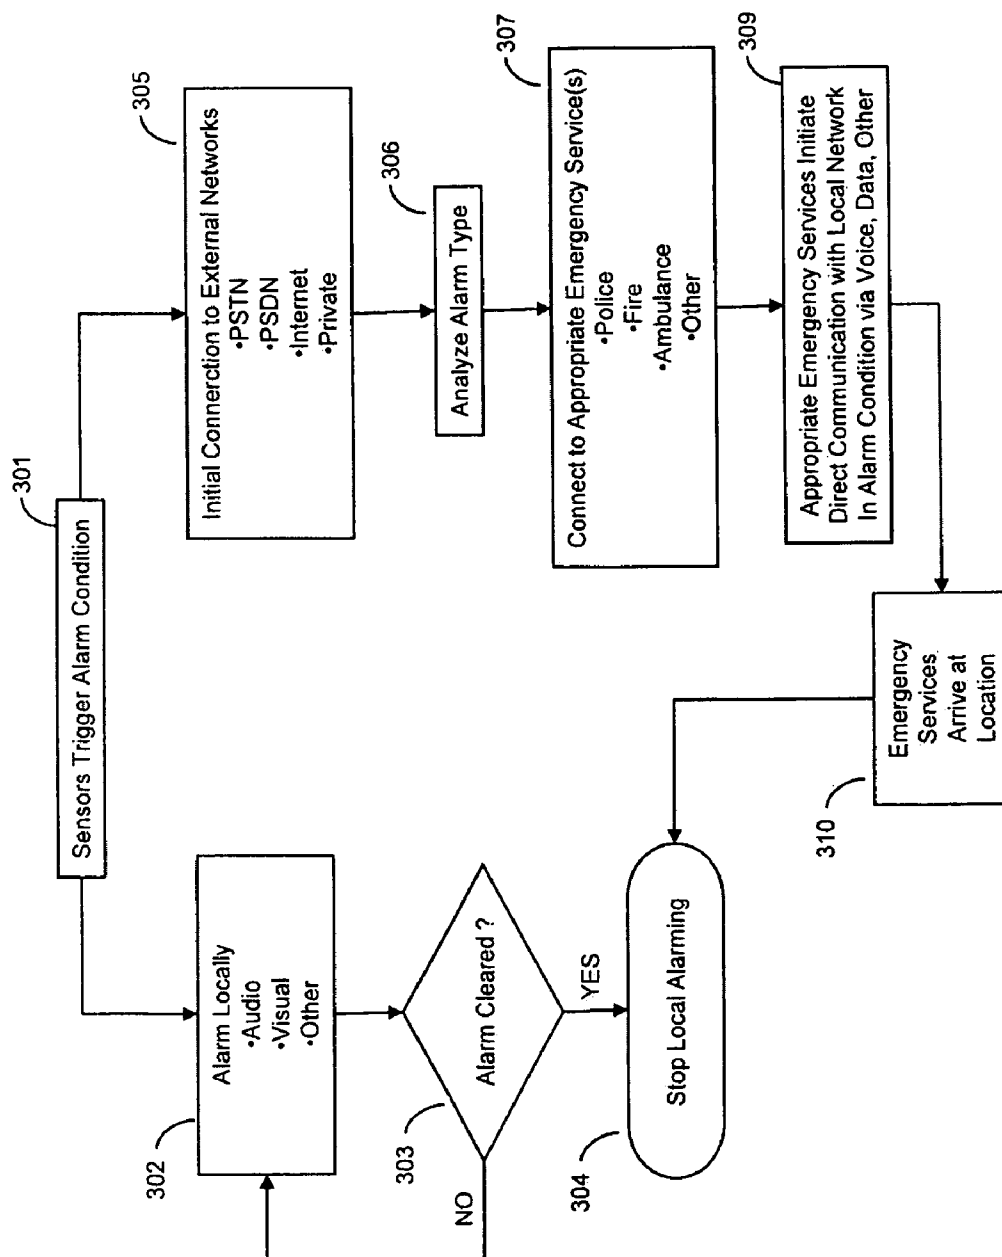 301
Sensors Trigger Alarm Condition
302
Alarm Locally
•Audio
•Visual
•Other
303
Alarm Cleared ?
NO
YES
304
Stop Local Alarming
305
Initial Connerction to External Networks
•PSTN
•PSDN
•Internet
•Private
306
Analyze Alarm Type
307
Connect to Appropriate Emergency Service(s)
•Police
•Fire
•Ambulance
•Other
309
Appropriate Emergency Services Initiate
Direct Communication with Local Network
In Alarm Condition via Voice, Data, Other
310
Emergency
Services
Arrive at
Location